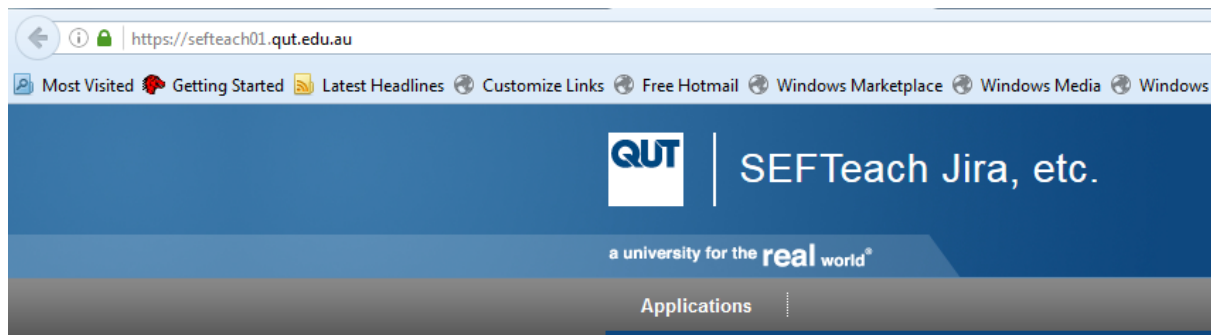 https://sefteach01.qut.edu.au
Most Visited Getting Started Latest Headlines Customize Links Free Hotmail Windows Marketplace Windows Media Windows
QUT SEFTeach Jira, etc.
a university for the real world®
Applications